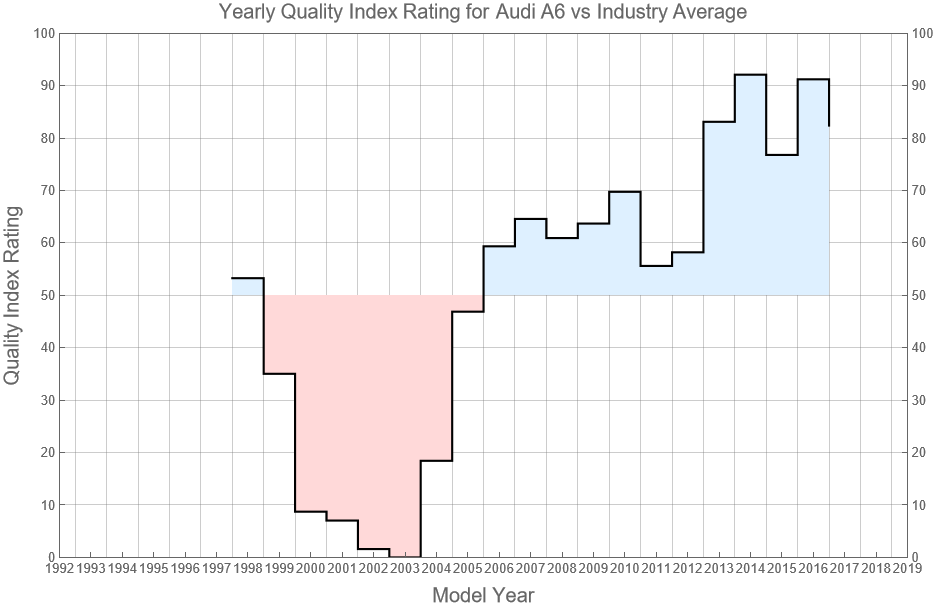 Yearly Quality Index Rating for Audi A6 vs Industry Average
100 100
90 90
80 80
70 70
60 60
50 50
40 40
30 30
20 20
10 10
0 0
Quality Index Rating
1992 1993 1994 1995 1996 1997 1998 1999 2000 2001 2002 2003 2004 2005 2006 2007 2008 2009 2010 2011 2012 2013 2014 2015 2016 2017 2018 2019
Model Year